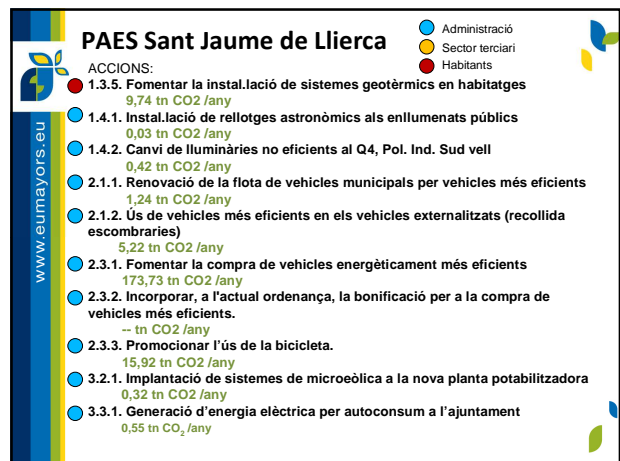 PAES Sant Jaume de Llierca
Administració
Sector terciari
Habitants
ACCIONS:
1.3.5. Fomentar la instal.lació de sistemes geotèrmics en habitatges
9,74 tn CO2 /any
1.4.1. Instal.lació de rellotges astronòmics als enllumenats públics
0,03 tn CO2 /any
1.4.2. Canvi de lluminàries no eficients al Q4, Pol. Ind. Sud vell
0,42 tn CO2 /any
2.1.1. Renovació de la flota de vehicles municipals per vehicles més eficients
1,24 tn CO2 /any
2.1.2. Ús de vehicles més eficients en els vehicles externalitzats (recollida
escombraries)
5,22 tn CO2 /any
2.3.1. Fomentar la compra de vehicles energèticament més eficients
173,73 tn CO2 /any
2.3.2. Incorporar, a l'actual ordenança, la bonificació per a la compra de
vehicles més eficients.
-- tn CO2 /any
2.3.3. Promocionar l’ús de la bicicleta.
15,92 tn CO2 /any
3.2.1. Implantació de sistemes de microeòlica a la nova planta potabilitzadora
0,32 tn CO2 /any
3.3.1. Generació d’energia elèctrica per autoconsum a l’ajuntament
0,55 tn CO₂ /any
www.eumayors.eu